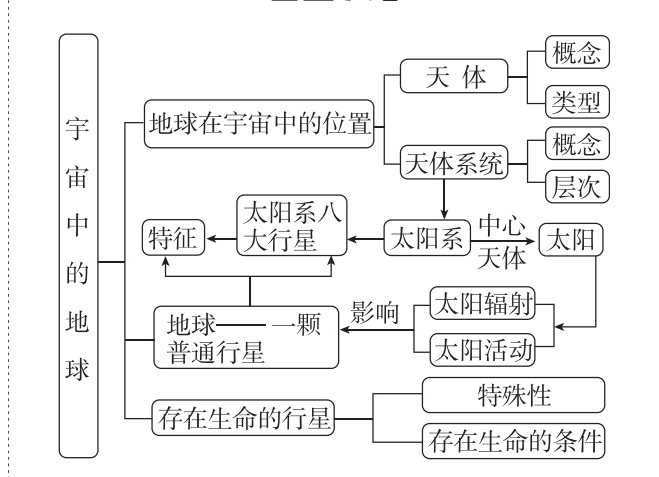 宇宙中的地球
地球在宇宙中的位置
天体
概念
类型
天体系统
概念
层次
太阳系
中心
天体
太阳
太阳系八
大行星
特征
地球——一颗
普通行星
影响
太阳辐射
太阳活动
存在生命的行星
特殊性
存在生命的条件